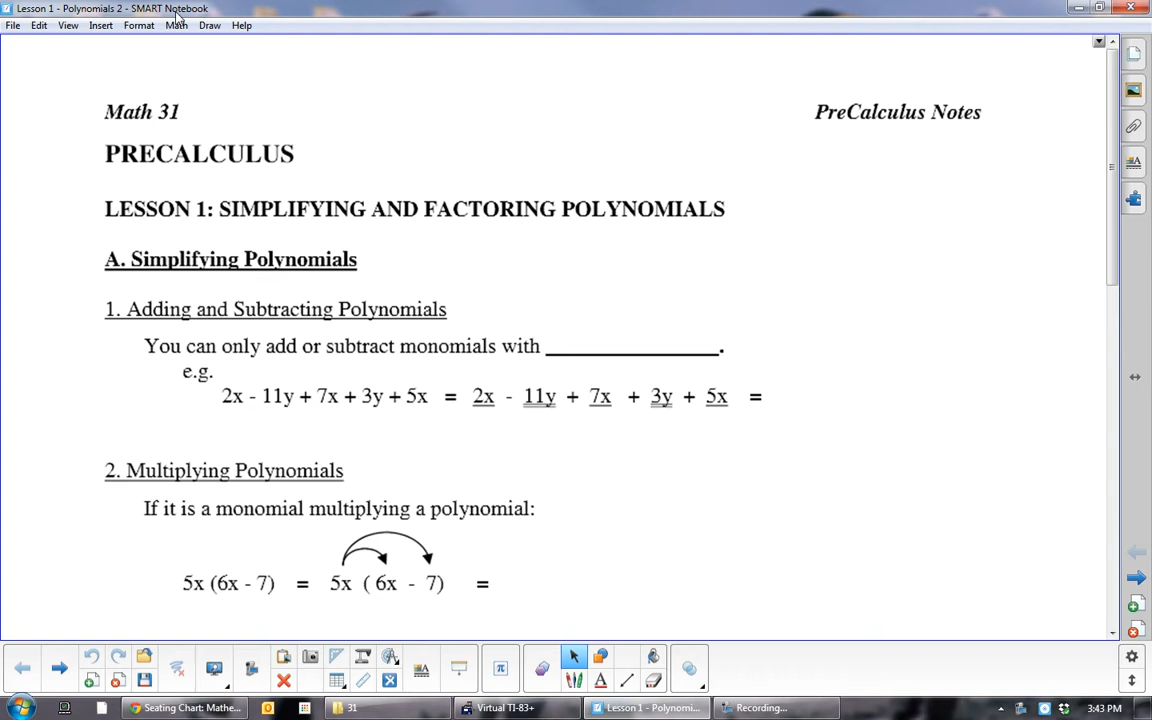 Lesson 1 - Polynomials 2 - SMART Notebook
File Edit View Insert Format Math Draw Help
Math 31 PreCalculus Notes
PRECALCULUS
LESSON 1: SIMPLIFYING AND FACTORING POLYNOMIALS
A. Simplifying Polynomials
1. Adding and Subtracting Polynomials
You can only add or subtract monomials with _______________.
e.g.
2x - 11y + 7x + 3y + 5x = 2x - 11y + 7x + 3y + 5x =
2. Multiplying Polynomials
If it is a monomial multiplying a polynomial:
5x (6x - 7) = 5x ( 6x - 7) =
Seating Chart: Mathe... 31 Virtual TI-83+ Lesson 1 - Polynomi... Recording... 3:43 PM